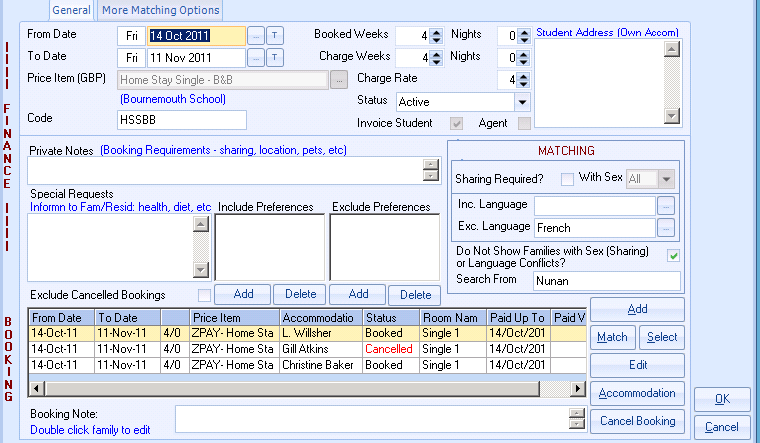 General More Matching Options
From Date Fri 14 Oct 2011 ... T Booked Weeks 4 Nights 0 Student Address (Own Accom)
To Date Fri 11 Nov 2011 ... T Charge Weeks 4 Nights 0
Price Item (GBP) Home Stay Single - B&B ... Charge Rate 4
(Bournemouth School) Status Active
Code HSSBB Invoice Student Agent
IIII FINANCE IIII
Private Notes (Booking Requirements - sharing, location, pets, etc)
MATCHING
Sharing Required? With Sex All
Inc. Language ...
Exc. Language French ...
Do Not Show Families with Sex (Sharing)
or Language Conflicts?
Search From Nunan
Special Requests
Informn to Fam/Resid: health, diet, etc Include Preferences Exclude Preferences
Exclude Cancelled Bookings Add Delete Add Delete
BOOKING
From Date To Date Price Item Accommodatio Status Room Nam Paid Up To Paid V
14-Oct-11 11-Nov-11 4/0 ZPAY- Home Sta L. Willsher Booked Single 1 14/Oct/201
14-Oct-11 11-Nov-11 4/0 ZPAY- Home Sta Gill Atkins Cancelled Single 1 14/Oct/201
14-Oct-11 11-Nov-11 4/0 ZPAY- Home Sta Christine Baker Booked Single 1 14/Oct/201
Add
Match Select
Edit
Accommodation
Cancel Booking
OK
Cancel
Booking Note:
Double click family to edit